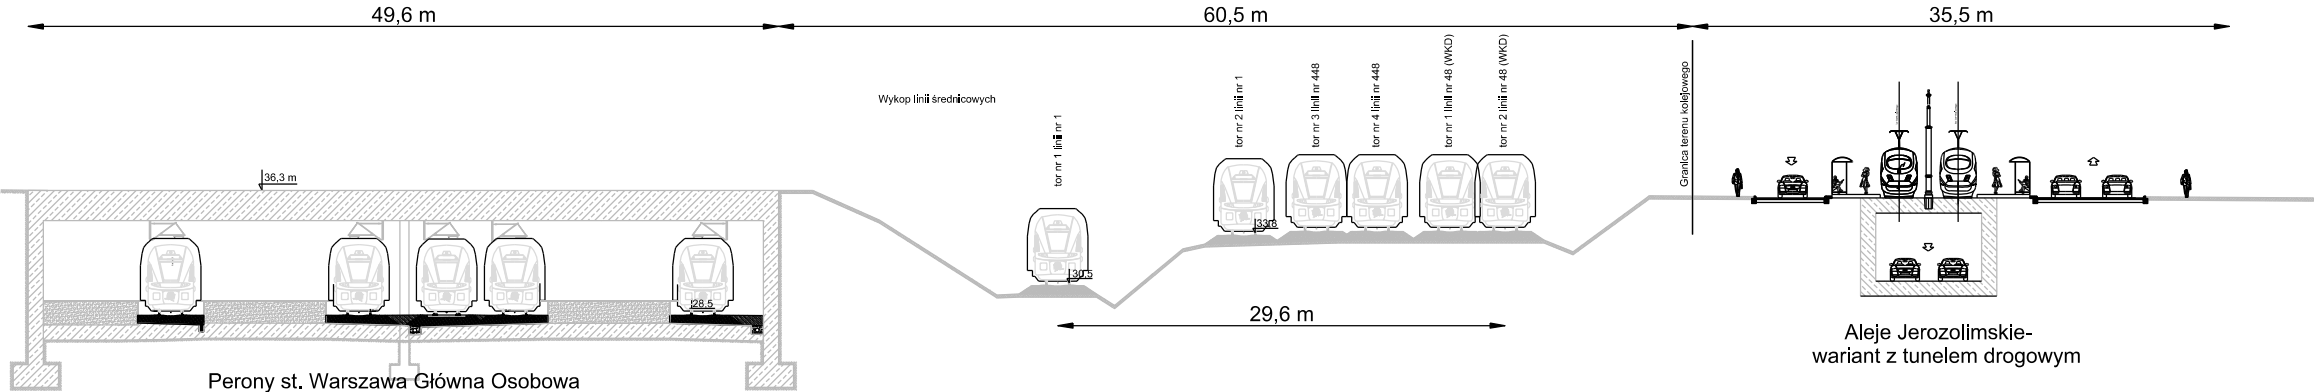 49,6 m
60,5 m
35,5 m
Wykop linii średnicowych
tor nr 1 linii nr 1
tor nr 2 linii nr 1
tor nr 3 linii nr 448
tor nr 4 linii nr 448
tor nr 1 linii nr 48 (WKD)
tor nr 2 linii nr 48 (WKD)
Granica terenu kolejowego
36,3 m
33,8
30,5
28,5
29,6 m
Aleje Jerozolimskie-
wariant z tunelem drogowym
Perony st. Warszawa Główna Osobowa